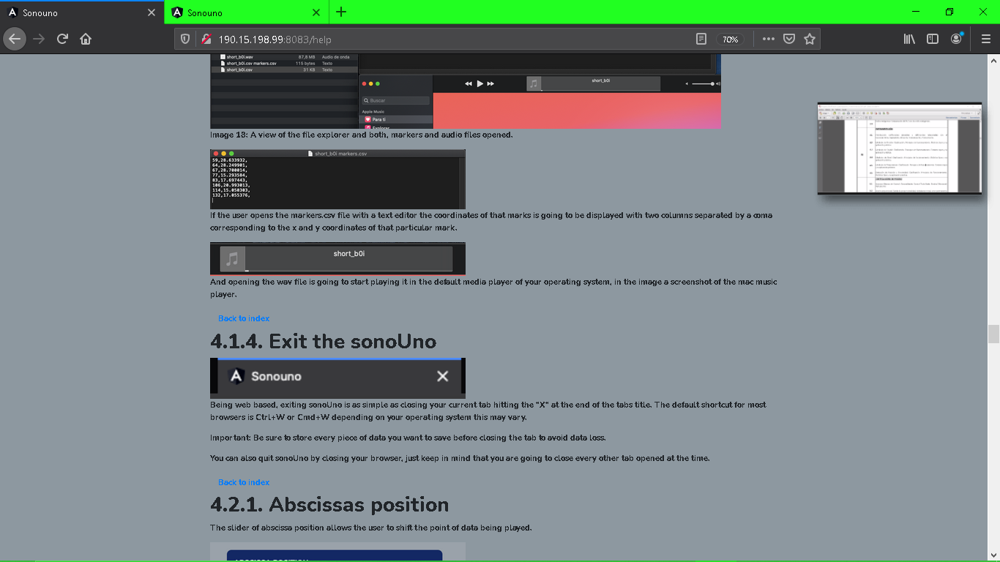 Sonouno
Sonouno
190.15.198.99:8083/help
70%
short_b0i.wav 87,8 MB Audio de onda
short_b0i.csv markers.csv 115 bytes Texto
short_b0i.csv 31 KB Texto
short_b0i
Buscar
Apple Music
Para ti
Explorar
Image 18: A view of the file explorer and both, markers and audio files opened.
short_b0i markers.csv
59,28.633932,
64,28.249901,
67,28.700014,
77,15.293584,
83,17.697443,
106,20.993013,
114,15.050303,
132,17.055376,
If the user opens the markers.csv file with a text editor the coordinates of that marks is going to be displayed with two columns separated by a coma
corresponding to the x and y coordinates of that particular mark.
short_b0i
And opening the wav file is going to start playing it in the default media player of your operating system, in the image a screenshot of the mac music
player.
Back to index
4.1.4. Exit the sonoUno
Sonouno
Being web based, exiting sonoUno is as simple as closing your current tab hitting the "X" at the end of the tabs title. The default shortcut for most
browsers is Ctrl+W or Cmd+W depending on your operating system this may vary.
Important: Be sure to store every piece of data you want to save before closing the tab to avoid data loss.
You can also quit sonoUno by closing your browser, just keep in mind that you are going to close every other tab opened at the time.
Back to index
4.2.1. Abscissas position
The slider of abscissa position allows the user to shift the point of data being played.
ABSCISSA POSITION